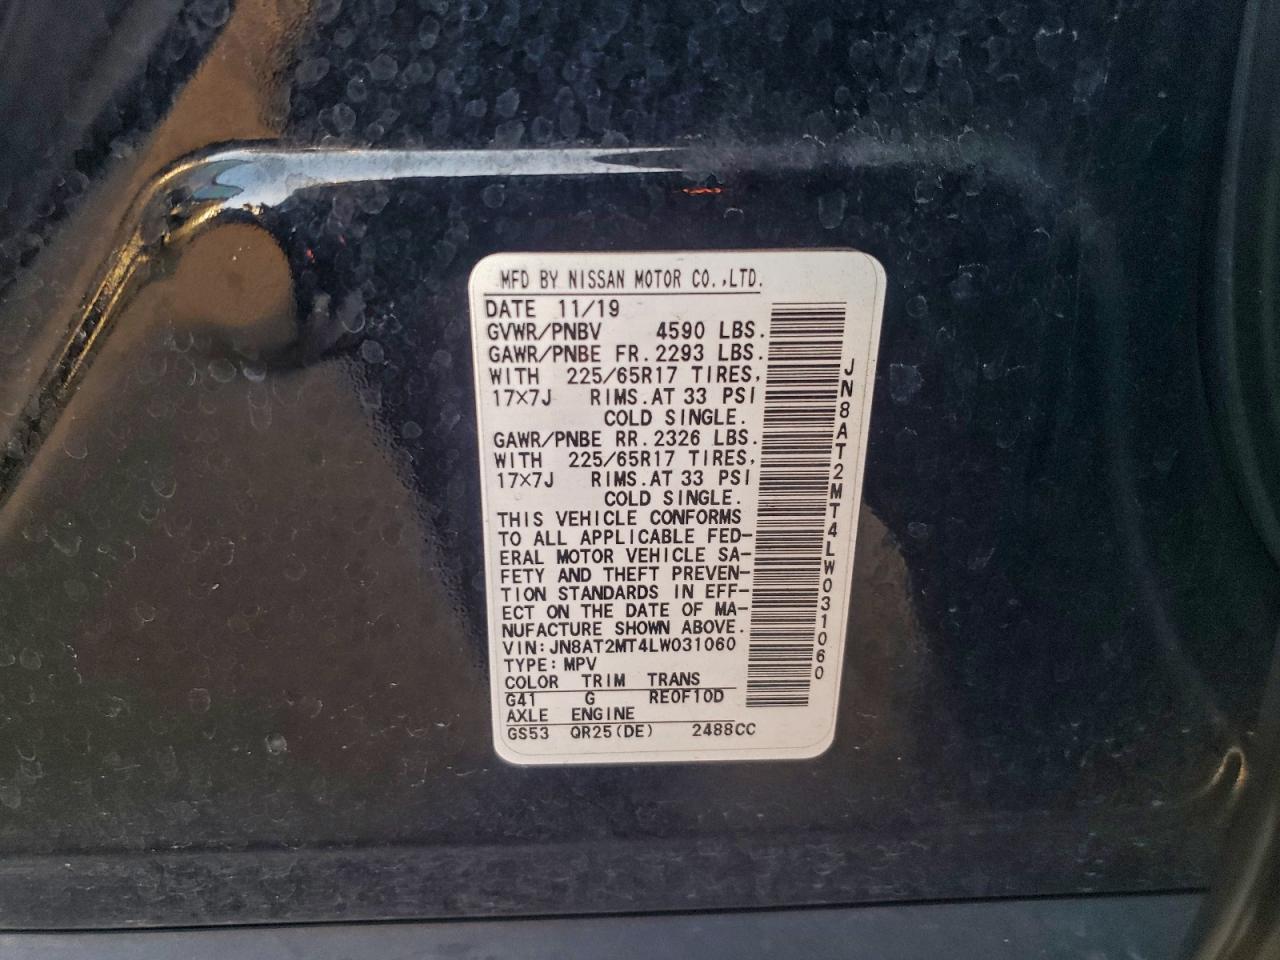 MFD BY NISSAN MOTOR CO.,LTD.
DATE 11/19
GVWR/PNBV 4590 LBS.
GAWR/PNBE FR.2293 LBS.
WITH 225/65R17 TIRES,
17×7J RIMS.AT 33 PSI
COLD SINGLE.
GAWR/PNBE RR.2326 LBS.
WITH 225/65R17 TIRES,
17×7J RIMS.AT 33 PSI
COLD SINGLE.
THIS VEHICLE CONFORMS
TO ALL APPLICABLE FED-
ERAL MOTOR VEHICLE SA-
FETY AND THEFT PREVEN-
TION STANDARDS IN EFF-
ECT ON THE DATE OF MA-
NUFACTURE SHOWN ABOVE.
VIN:JN8AT2MT4LW031060
TYPE:MPV
COLOR TRIM TRANS
G41 G RE0F10D
AXLE ENGINE
GS53 QR25(DE) 2488CC
JN8AT2MT4LW031060